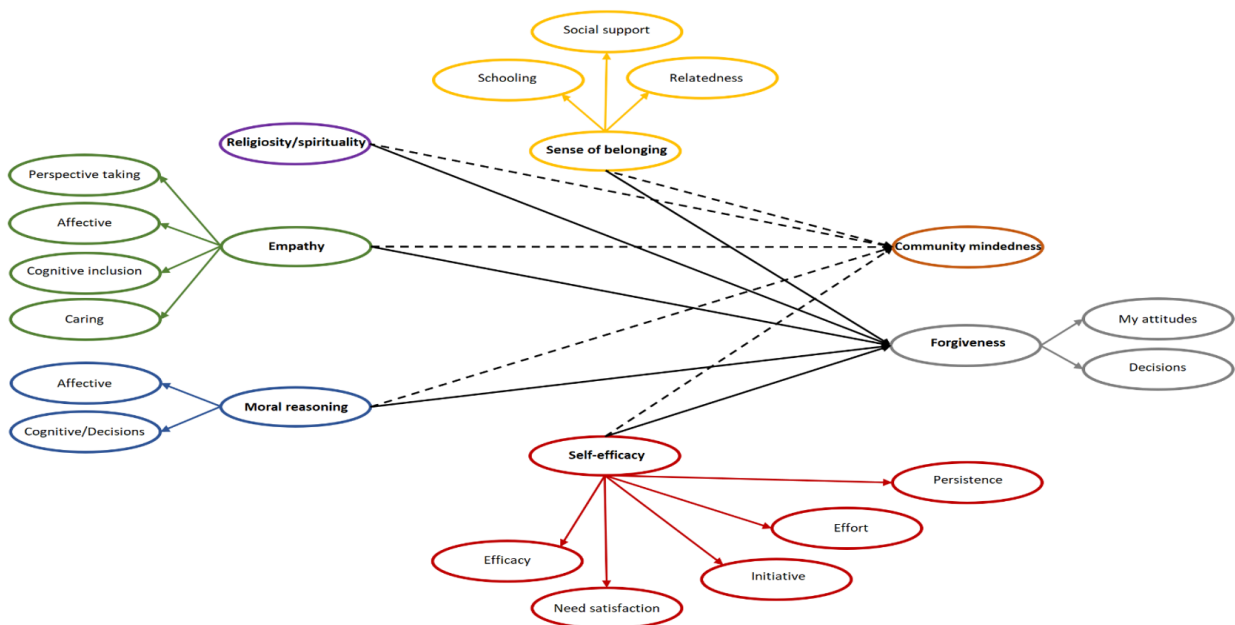 Social support
Schooling
Relatedness
Religiosity/spirituality
Sense of belonging
Perspective taking
Affective
Empathy
Community mindedness
Cognitive inclusion
Caring
My attitudes
Forgiveness
Decisions
Affective
Moral reasoning
Cognitive/Decisions
Self-efficacy
Persistence
Effort
Efficacy
Initiative
Need satisfaction